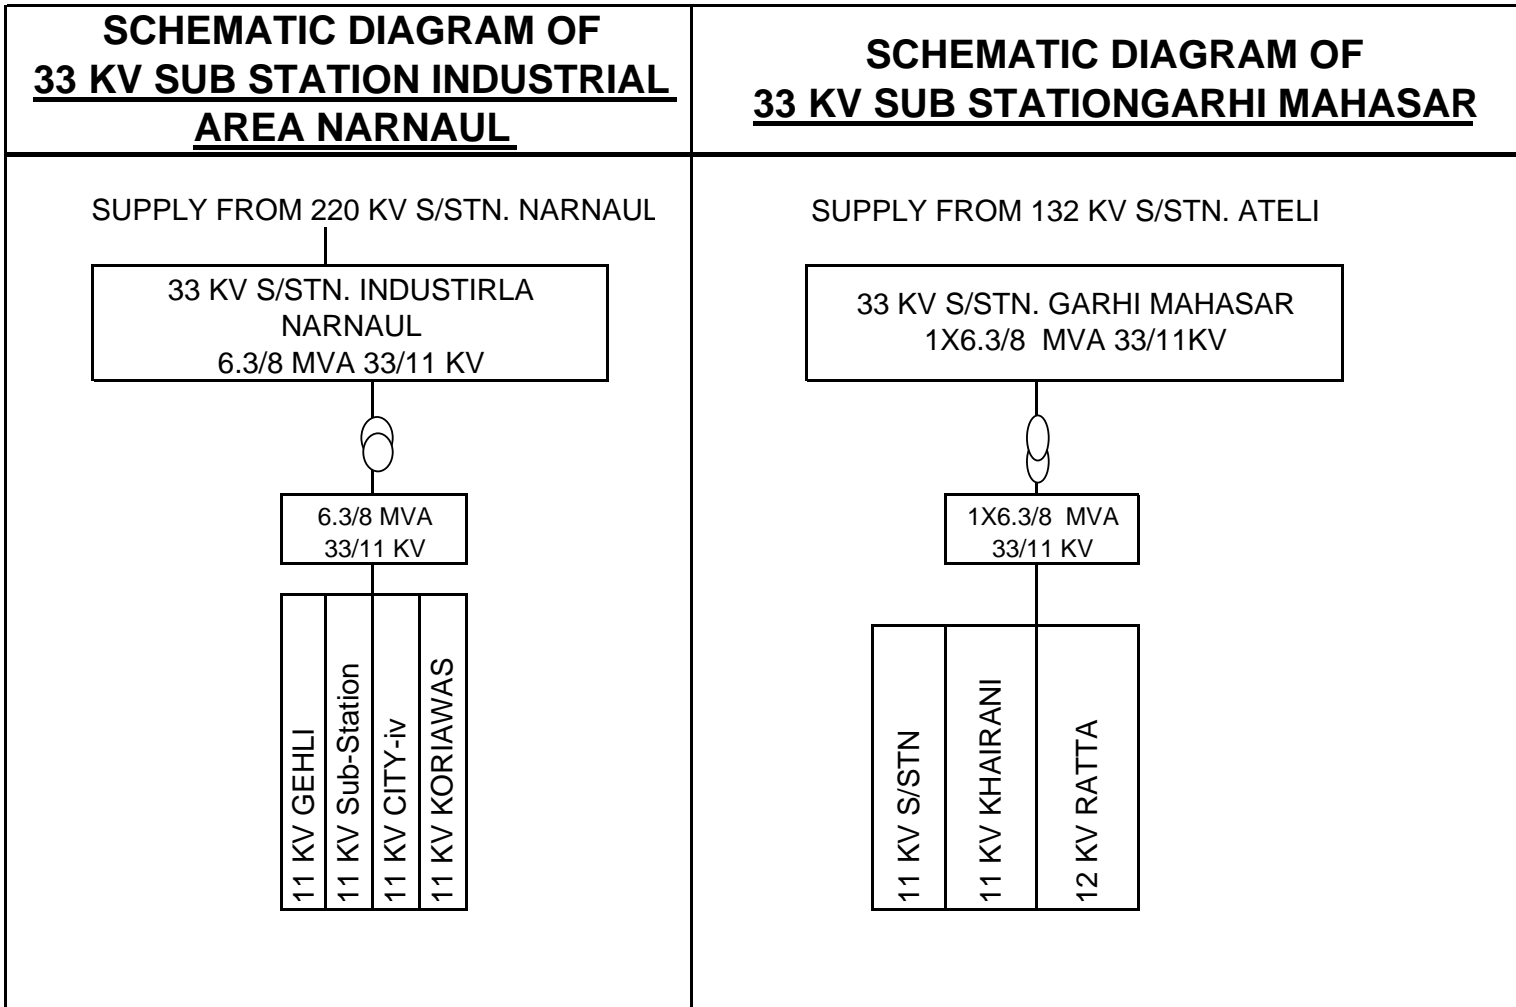 SCHEMATIC DIAGRAM OF
33 KV SUB STATION INDUSTRIAL
AREA NARNAUL
SUPPLY FROM 220 KV S/STN. NARNAUL
33 KV S/STN. INDUSTIRLA
NARNAUL
6.3/8 MVA 33/11 KV
6.3/8 MVA
33/11 KV
11 KV GEHLI
11 KV Sub-Station
11 KV CITY-iv
11 KV KORIAWAS
SCHEMATIC DIAGRAM OF
33 KV SUB STATIONGARHI MAHASAR
SUPPLY FROM 132 KV S/STN. ATELI
33 KV S/STN. GARHI MAHASAR
1X6.3/8 MVA 33/11KV
1X6.3/8 MVA
33/11 KV
11 KV S/STN
11 KV KHAIRANI
12 KV RATTA